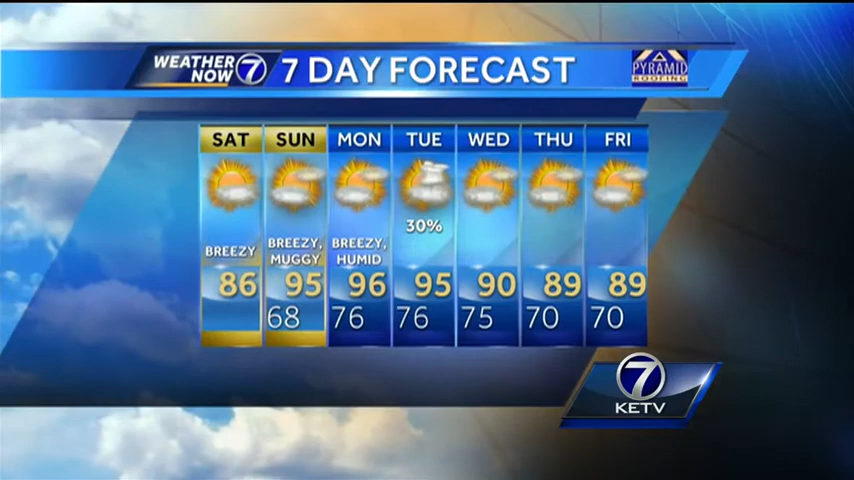 WEATHER NOW 7 7 DAY FORECAST PYRAMID ROOFING
SAT SUN MON TUE WED THU FRI
30%
BREEZY BREEZY, MUGGY BREEZY, HUMID
86 95 96 95 90 89 89
68 76 76 75 70 70
7
KETV